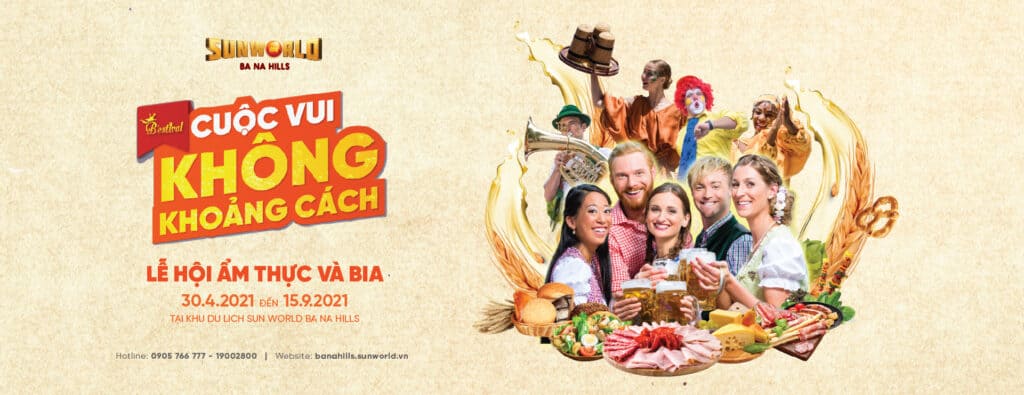 SUNWORLD
BA NA HILLS
Bestival
CUỘC VUI
KHÔNG
KHOẢNG CÁCH
LỄ HỘI ẨM THỰC VÀ BIA
30.4.2021 ĐẾN 15.9.2021
TẠI KHU DU LỊCH SUN WORLD BA NA HILLS
Hotline: 0905 766 777 - 19002800 | Website: banahills.sunworld.vn